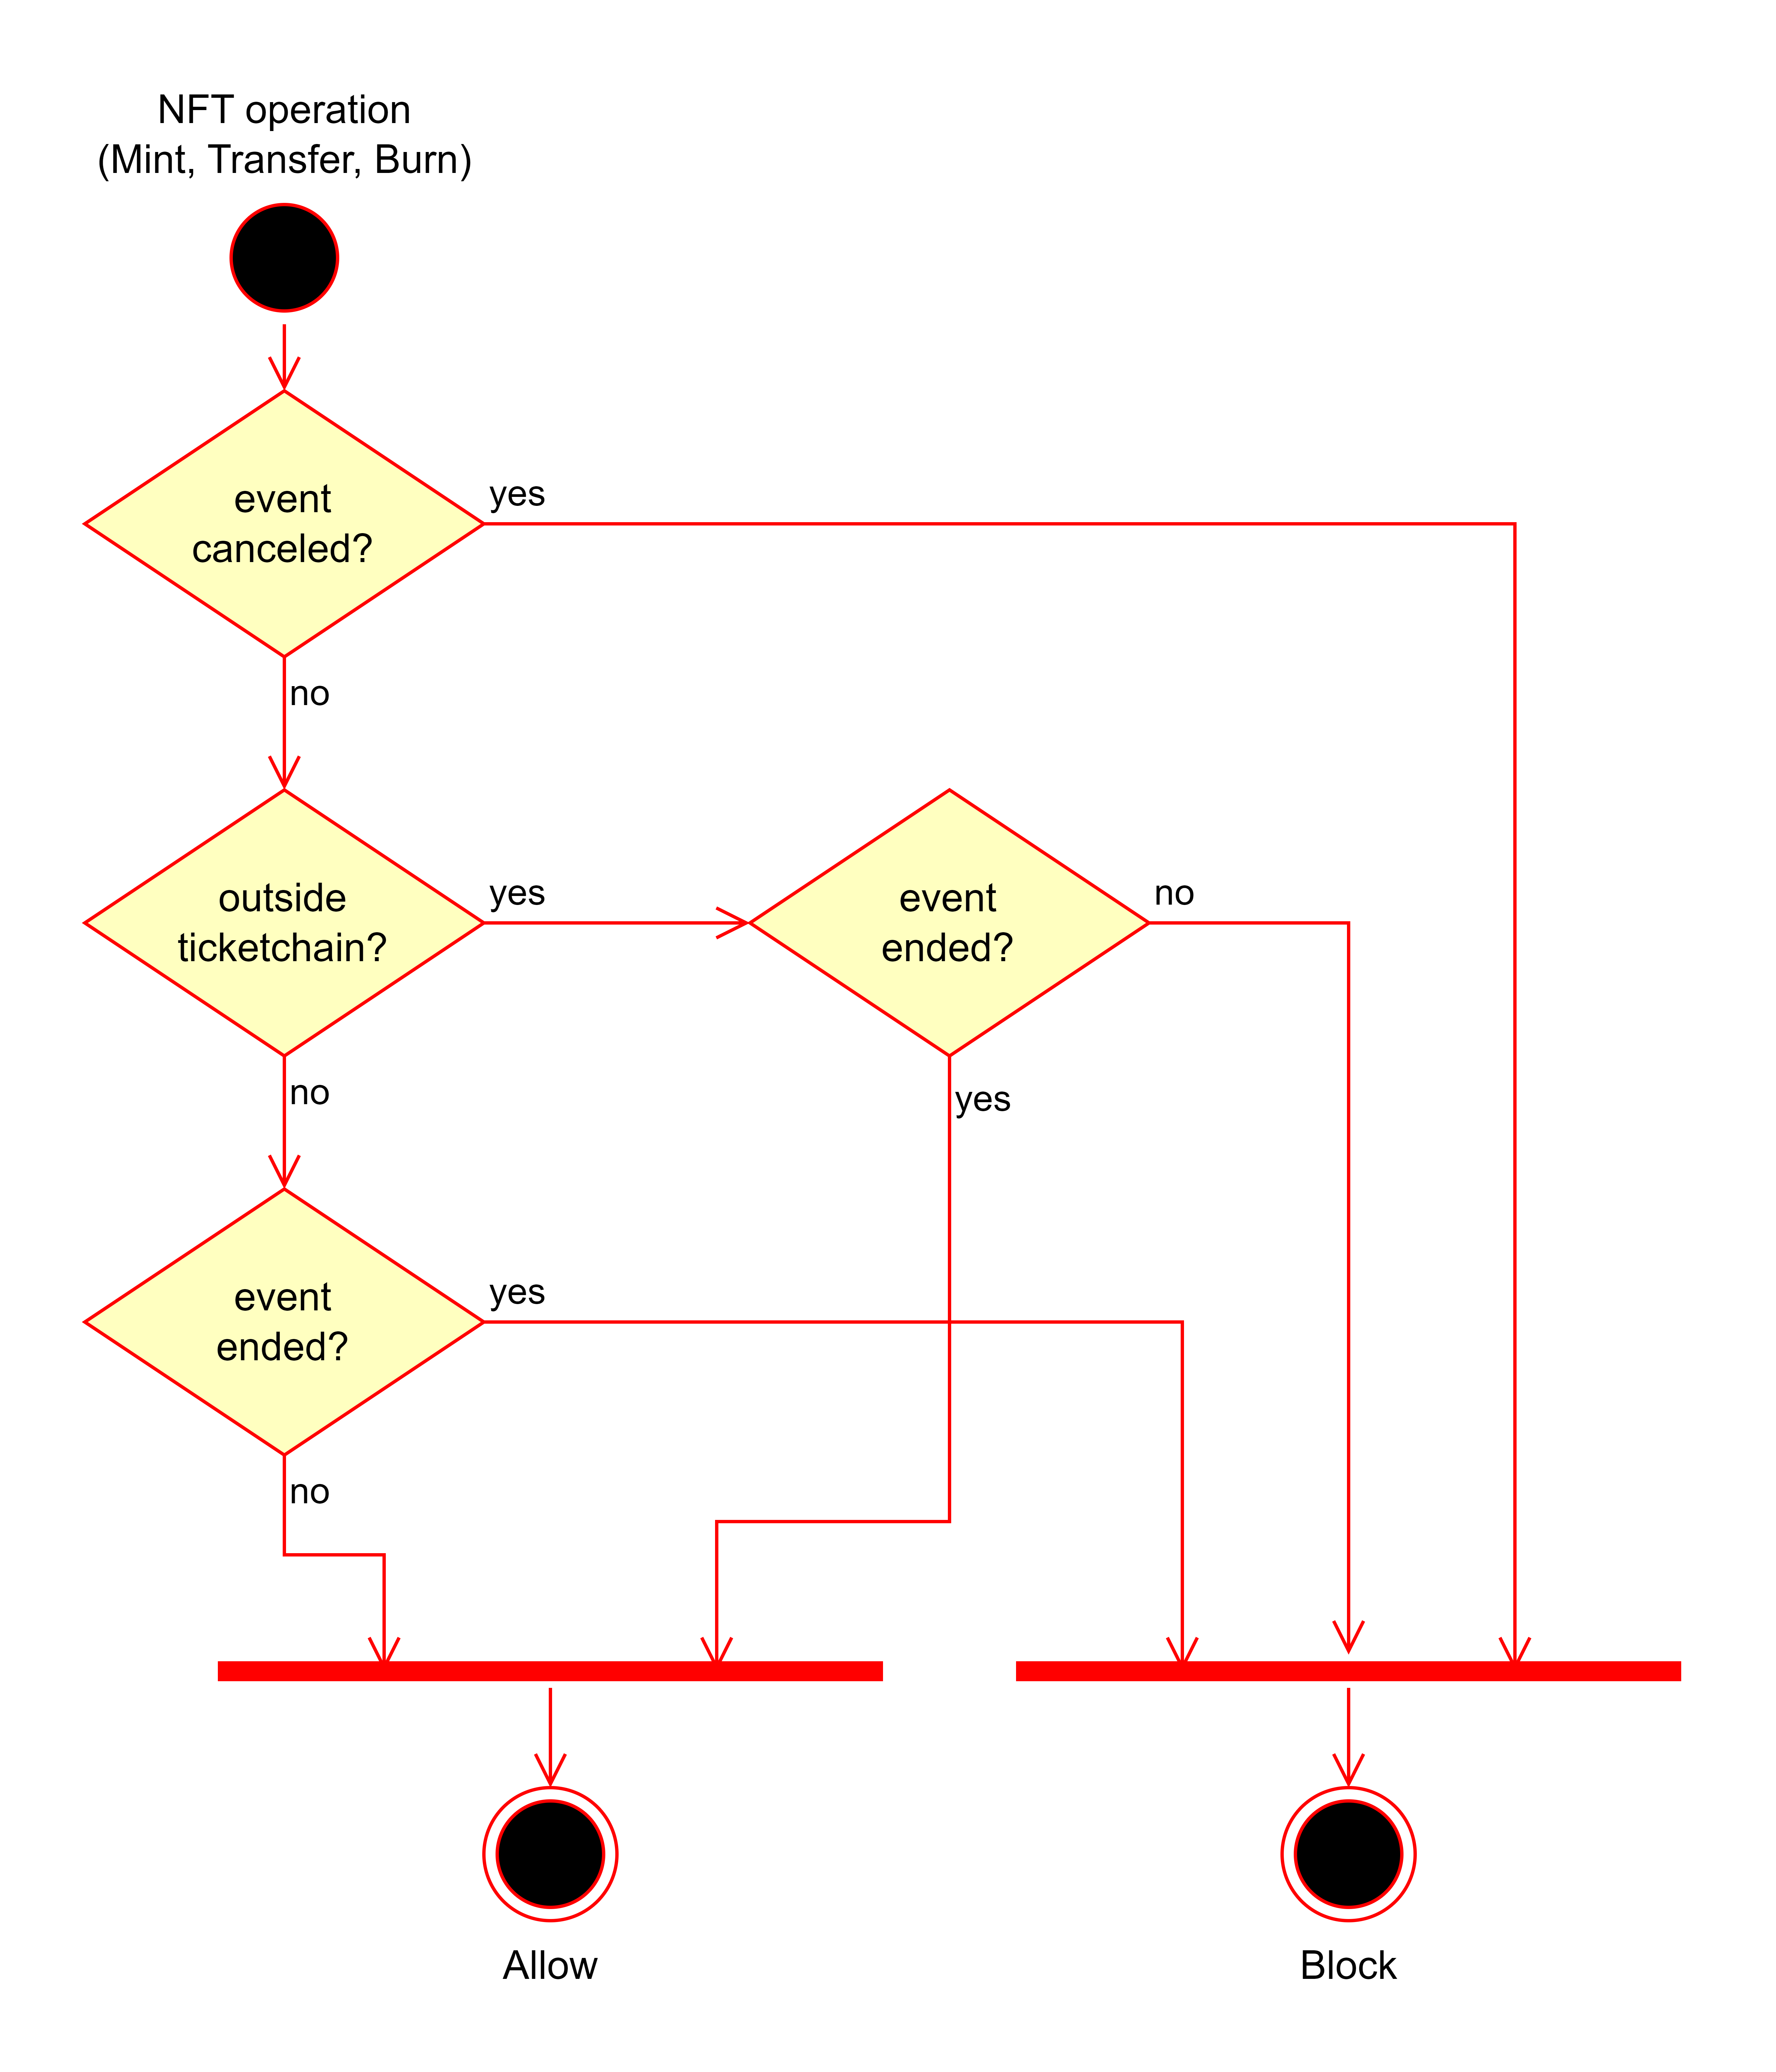 NFT operation
(Mint, Transfer, Burn)
event
canceled?
yes
no
outside
ticketchain?
yes
event
ended?
no
no
yes
event
ended?
yes
no
Allow
Block